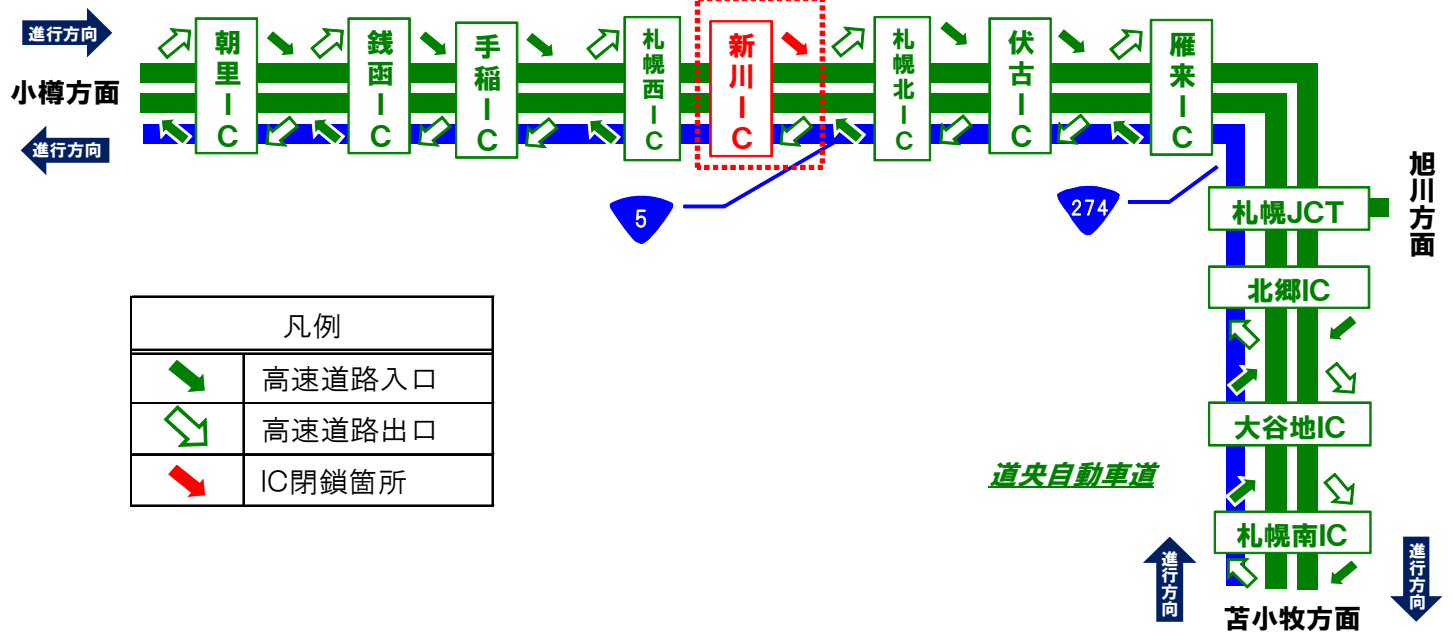 進行方向
小樽方面
進行方向
朝里IC
銭函IC
手稲IC
札幌西IC
新川IC
札幌北IC
伏古IC
雁来IC
5
274
旭川方面
札幌JCT
北郷IC
大谷地IC
札幌南IC
道央自動車道
進行方向
進行方向
苫小牧方面
凡例
高速道路入口
高速道路出口
IC閉鎖箇所